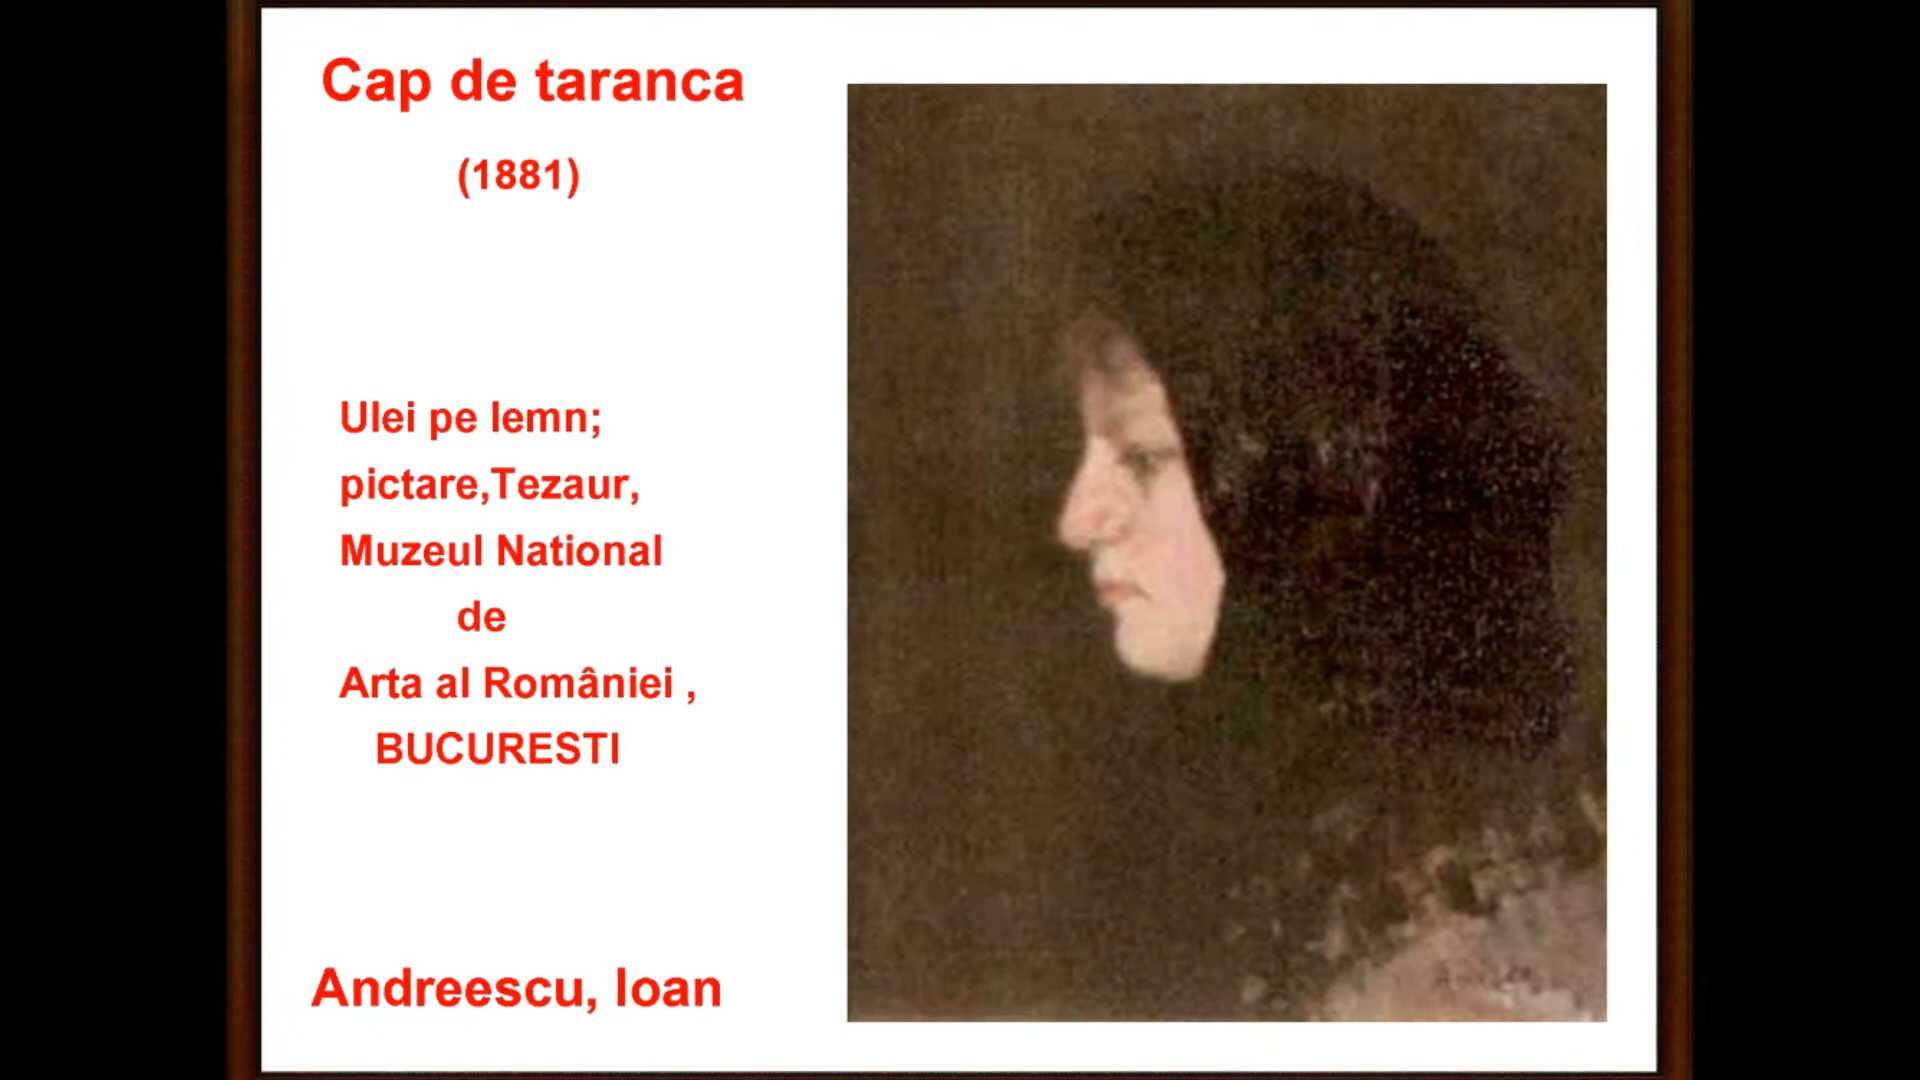 Cap de taranca
(1881)
Ulei pe lemn;
pictare,Tezaur,
Muzeul National
de
Arta al României ,
BUCURESTI
Andreescu, Ioan